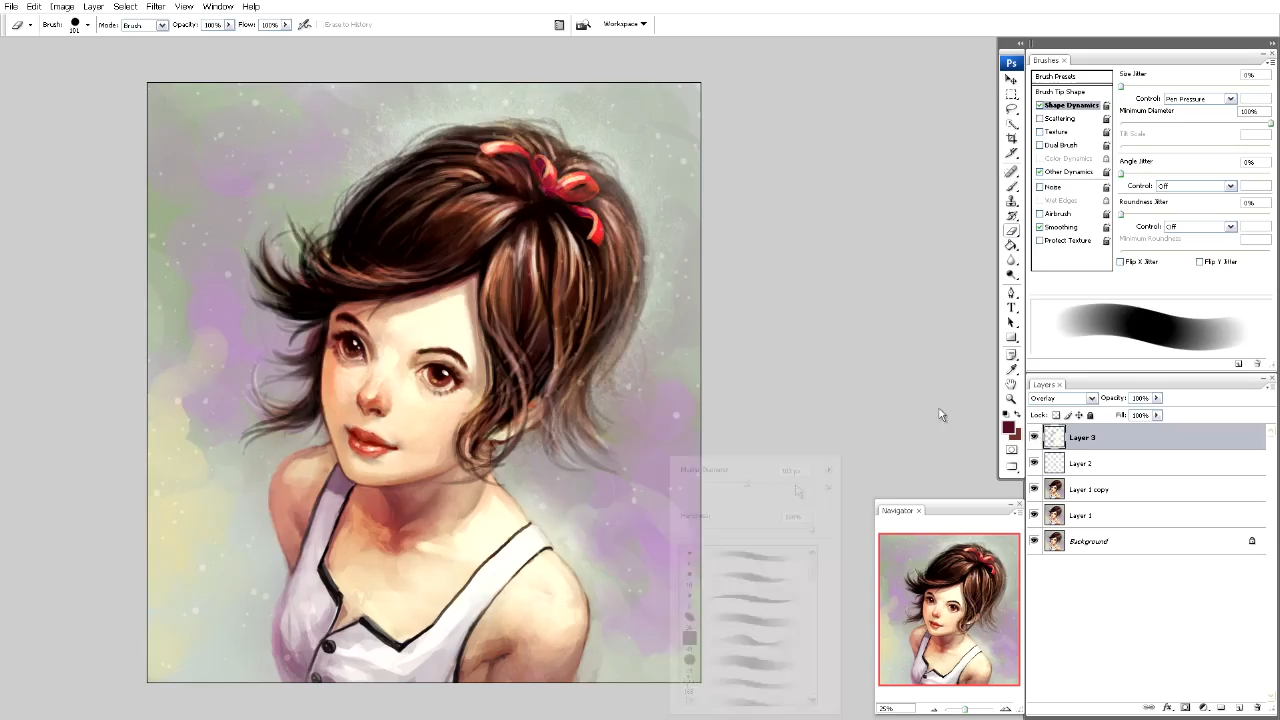 File Edit Image Layer Select Filter View Window Help
Brush: 101 Mode: Brush Opacity: 100% Flow: 100% Erase to History Workspace
Ps
Brushes ×
Brush Presets
Brush Tip Shape
Shape Dynamics
Scattering
Texture
Dual Brush
Color Dynamics
Other Dynamics
Noise
Wet Edges
Airbrush
Smoothing
Protect Texture
Size Jitter 0%
Control: Pen Pressure
Minimum Diameter 100%
Tilt Scale
Angle Jitter 0%
Control: Off
Roundness Jitter 0%
Control: Off
Minimum Roundness
Flip X Jitter Flip Y Jitter
Layers ×
Overlay Opacity: 100%
Lock: Fill: 100%
Layer 3
Layer 2
Layer 1 copy
Layer 1
Background
Navigator ×
25%